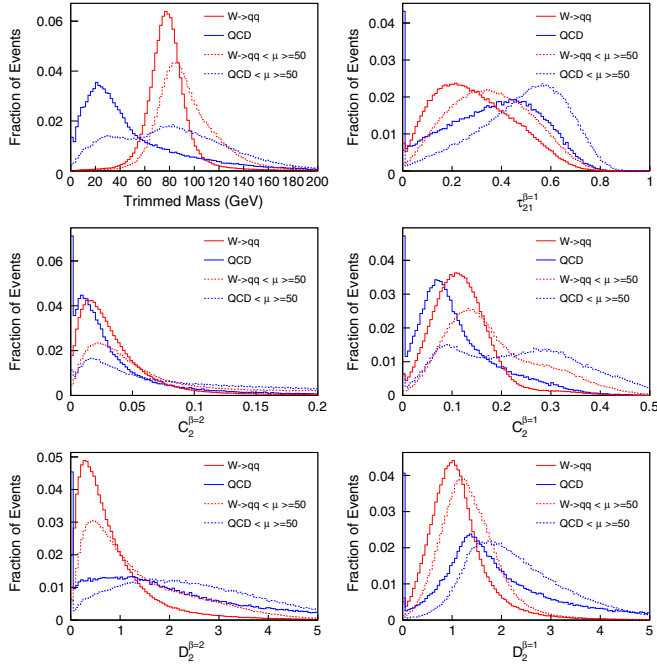 Fraction of Events
0.06
0.04
0.02
0
W->qq
QCD
W->qq < μ >=50
QCD < μ >=50
0 20 40 60 80 100 120 140 160 180 200
Trimmed Mass (GeV)
Fraction of Events
0.04
0.03
0.02
0.01
0
W->qq
QCD
W->qq < μ >=50
QCD < μ >=50
0 0.2 0.4 0.6 0.8 1
τ21^β=1
Fraction of Events
0.06
0.04
0.02
0
W->qq
QCD
W->qq < μ >=50
QCD < μ >=50
0 0.05 0.1 0.15 0.2
C2^β=2
Fraction of Events
0.04
0.03
0.02
0.01
0
W->qq
QCD
W->qq < μ >=50
QCD < μ >=50
0 0.1 0.2 0.3 0.4 0.5
C2^β=1
Fraction of Events
0.05
0.04
0.03
0.02
0.01
0
W->qq
QCD
W->qq < μ >=50
QCD < μ >=50
0 1 2 3 4 5
D2^β=2
Fraction of Events
0.04
0.03
0.02
0.01
0
W->qq
QCD
W->qq < μ >=50
QCD < μ >=50
0 1 2 3 4 5
D2^β=1